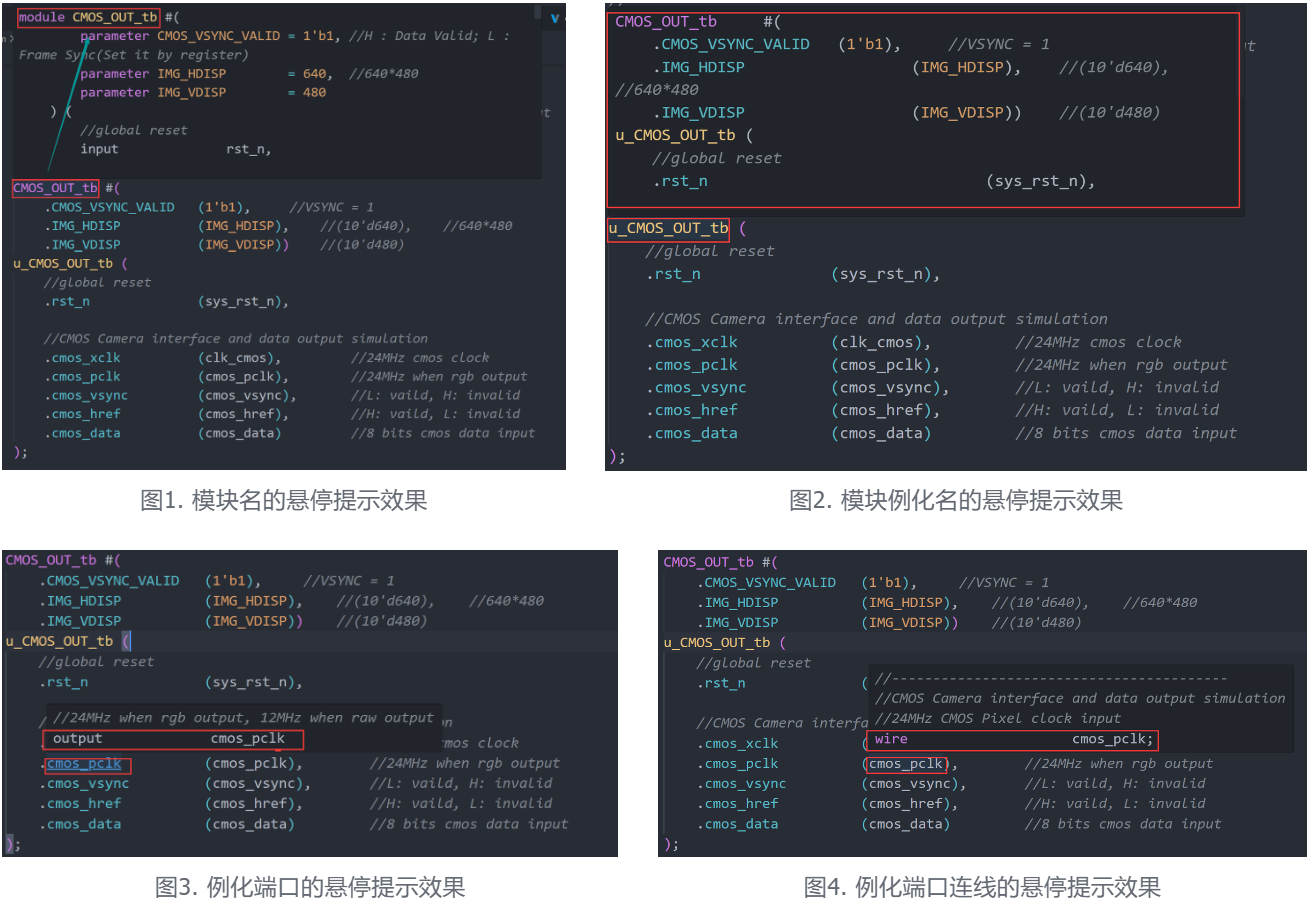 module CMOS_OUT_tb #(
parameter CMOS_VSYNC_VALID = 1'b1, //H : Data Valid; L :
Frame Sync(Set it by register)
parameter IMG_HDISP = 640, //640*480
parameter IMG_VDISP = 480
) (
//global reset
input rst_n,
CMOS_OUT_tb #(
.CMOS_VSYNC_VALID (1'b1), //VSYNC = 1
.IMG_HDISP (IMG_HDISP), //(10'd640), //640*480
.IMG_VDISP (IMG_VDISP)) //(10'd480)
u_CMOS_OUT_tb (
//global reset
.rst_n (sys_rst_n),
//CMOS Camera interface and data output simulation
.cmos_xclk (clk_cmos), //24MHz cmos clock
.cmos_pclk (cmos_pclk), //24MHz when rgb output
.cmos_vsync (cmos_vsync), //L: vaild, H: invalid
.cmos_href (cmos_href), //H: vaild, L: invalid
.cmos_data (cmos_data) //8 bits cmos data input
);
图1. 模块名的悬停提示效果
CMOS_OUT_tb #(
.CMOS_VSYNC_VALID (1'b1), //VSYNC = 1
.IMG_HDISP (IMG_HDISP), //(10'd640),
//640*480
.IMG_VDISP (IMG_VDISP)) //(10'd480)
u_CMOS_OUT_tb (
//global reset
.rst_n (sys_rst_n),
u_CMOS_OUT_tb (
//global reset
.rst_n (sys_rst_n),
//CMOS Camera interface and data output simulation
.cmos_xclk (clk_cmos), //24MHz cmos clock
.cmos_pclk (cmos_pclk), //24MHz when rgb output
.cmos_vsync (cmos_vsync), //L: vaild, H: invalid
.cmos_href (cmos_href), //H: vaild, L: invalid
.cmos_data (cmos_data) //8 bits cmos data input
);
图2. 模块例化名的悬停提示效果
CMOS_OUT_tb #(
.CMOS_VSYNC_VALID (1'b1), //VSYNC = 1
.IMG_HDISP (IMG_HDISP), //(10'd640), //640*480
.IMG_VDISP (IMG_VDISP)) //(10'd480)
u_CMOS_OUT_tb (
//global reset
.rst_n (sys_rst_n),
//24MHz when rgb output, 12MHz when raw output
output cmos_pclk
cmos clock
.cmos_pclk (cmos_pclk), //24MHz when rgb output
.cmos_vsync (cmos_vsync), //L: vaild, H: invalid
.cmos_href (cmos_href), //H: vaild, L: invalid
.cmos_data (cmos_data) //8 bits cmos data input
);
图3. 例化端口的悬停提示效果
CMOS_OUT_tb #(
.CMOS_VSYNC_VALID (1'b1), //VSYNC = 1
.IMG_HDISP (IMG_HDISP), //(10'd640), //640*480
.IMG_VDISP (IMG_VDISP)) //(10'd480)
u_CMOS_OUT_tb (
//global reset
.rst_n (
//---------------------------------------
//CMOS Camera interface and data output simulation
//24MHz CMOS Pixel clock input
wire cmos_pclk;
//CMOS Camera interfa
.cmos_xclk (
.cmos_pclk (cmos_pclk), //24MHz when rgb output
.cmos_vsync (cmos_vsync), //L: vaild, H: invalid
.cmos_href (cmos_href), //H: vaild, L: invalid
.cmos_data (cmos_data) //8 bits cmos data input
);
图4. 例化端口连线的悬停提示效果